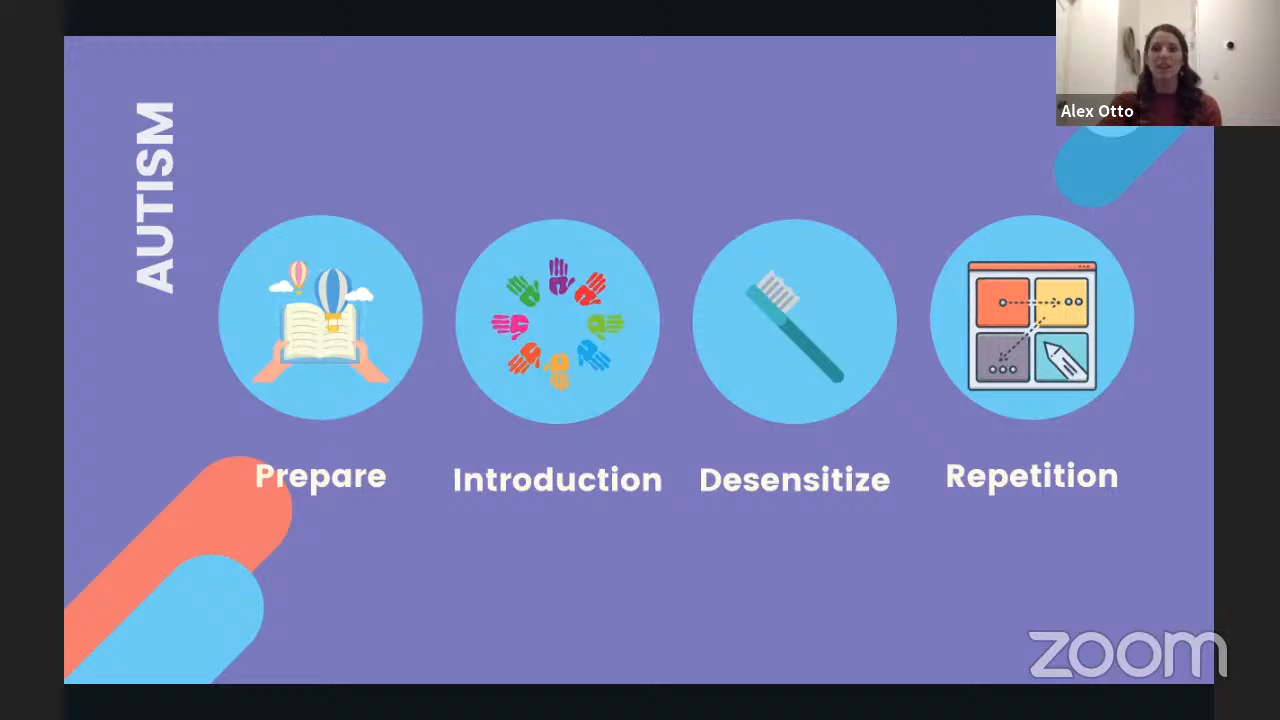 Alex Otto
AUTISM
Prepare
Introduction
Desensitize
Repetition
zoom